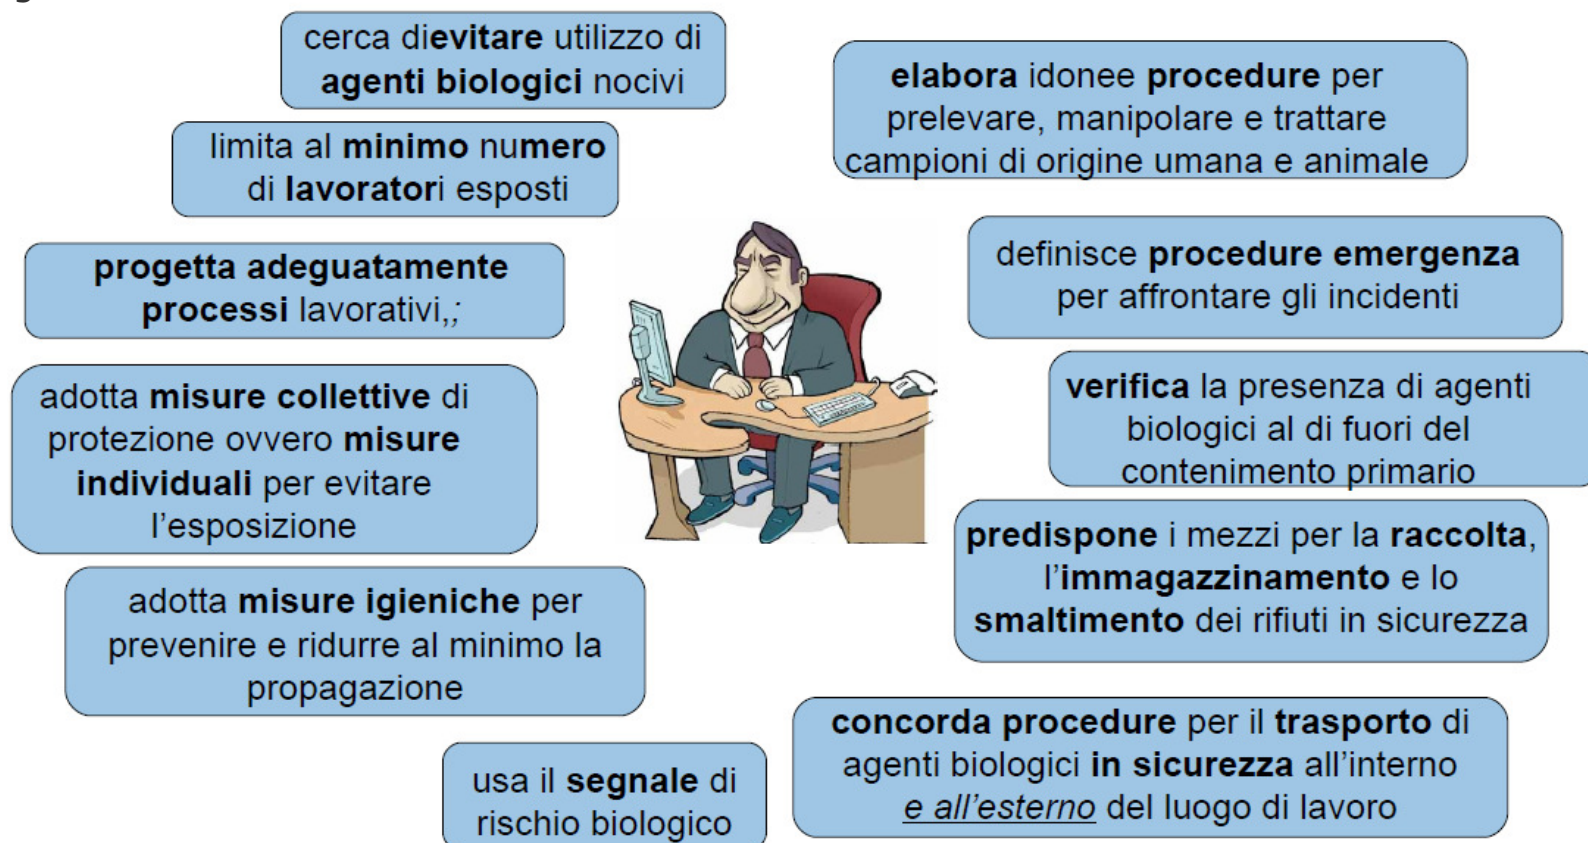 cerca dievitare utilizzo di
agenti biologici nocivi
limita al minimo numero
di lavoratori esposti
progetta adeguatamente
processi lavorativi,;
adotta misure collettive di
protezione ovvero misure
individuali per evitare
l'esposizione
adotta misure igieniche per
prevenire e ridurre al minimo la
propagazione
usa il segnale di
rischio biologico
elabora idonee procedure per
prelevare, manipolare e trattare
campioni di origine umana e animale
definisce procedure emergenza
per affrontare gli incidenti
verifica la presenza di agenti
biologici al di fuori del
contenimento primario
predispone i mezzi per la raccolta,
l'immagazzinamento e lo
smaltimento dei rifiuti in sicurezza
concorda procedure per il trasporto di
agenti biologici in sicurezza all'interno
e all'esterno del luogo di lavoro